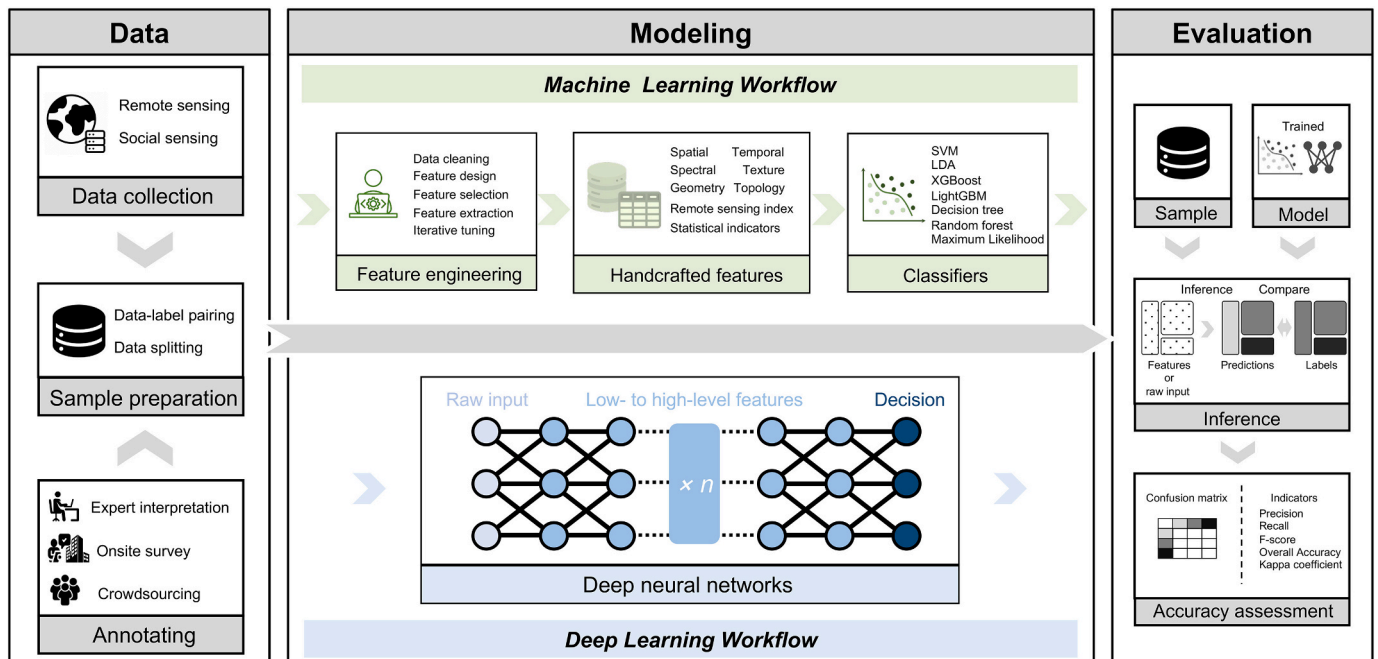 Data
Remote sensing
Social sensing
Data collection
Data-label pairing
Data splitting
Sample preparation
Expert interpretation
Onsite survey
Crowdsourcing
Annotating
Modeling
Machine Learning Workflow
Data cleaning
Feature design
Feature selection
Feature extraction
Iterative tuning
Feature engineering
Spatial Temporal
Spectral Texture
Geometry Topology
Remote sensing index
Statistical indicators
Handcrafted features
SVM
LDA
XGBoost
LightGBM
Decision tree
Random forest
Maximum Likelihood
Classifiers
Raw input
Low- to high-level features
Decision
× n
Deep neural networks
Deep Learning Workflow
Evaluation
Sample
Trained
Model
Inference Compare
Features
or
raw input
Predictions
Labels
Inference
Confusion matrix
Indicators
Precision
Recall
F-score
Overall Accuracy
Kappa coefficient
Accuracy assessment